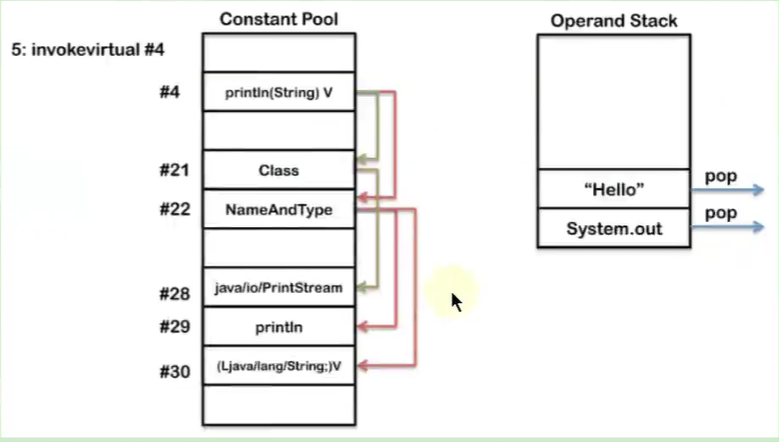 Constant Pool
Operand Stack
5: invokevirtual #4
#4
println(String) V
#21
Class
#22
NameAndType
#28
java/io/PrintStream
#29
println
#30
(Ljava/lang/String;)V
"Hello"
pop
System.out
pop